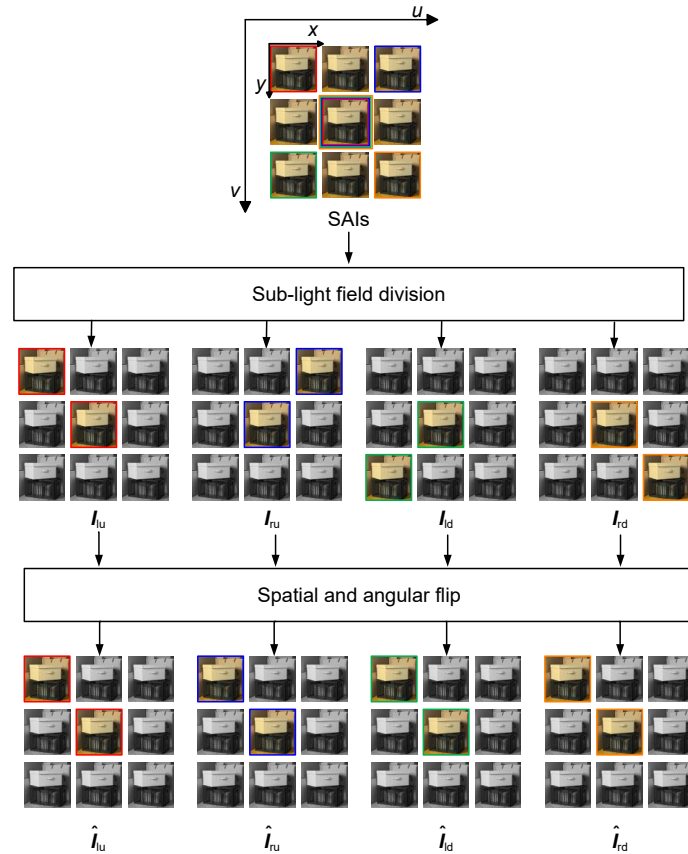 u
x
y
v
SAIs
Sub-light field division
I_lu I_ru I_ld I_rd
Spatial and angular flip
Î_lu Î_ru Î_ld Î_rd